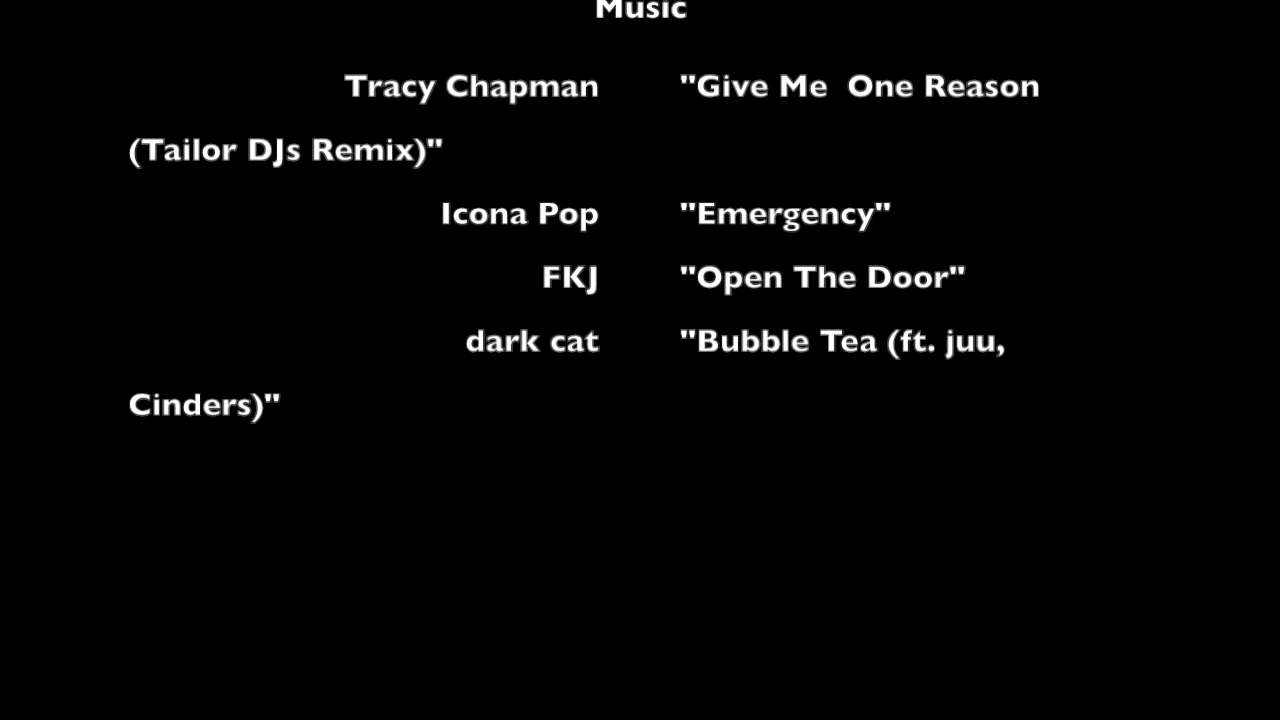 Music
Tracy Chapman "Give Me  One Reason
(Tailor DJs Remix)"
Icona Pop "Emergency"
FKJ "Open The Door"
dark cat "Bubble Tea (ft. juu,
Cinders)"